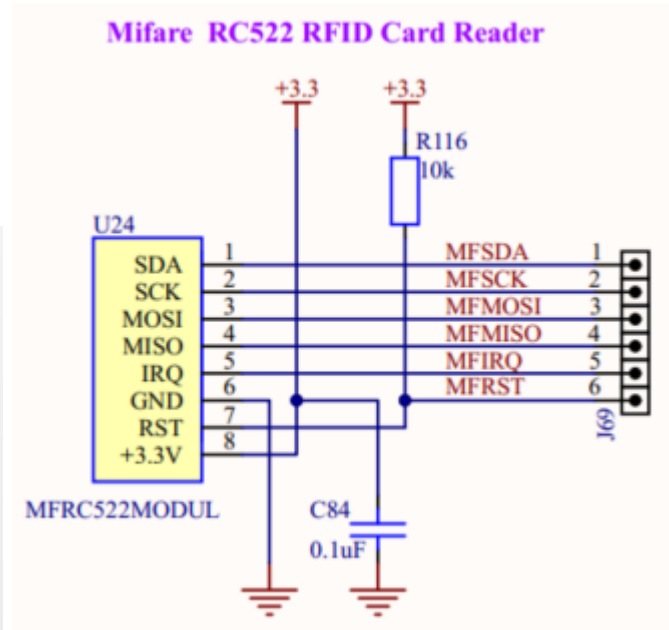 Mifare RC522 RFID Card Reader
+3.3 +3.3
R116
10k
U24
SDA 1 MFSDA 1
SCK 2 MFSCK 2
MOSI 3 MFMOSI 3
MISO 4 MFMISO 4
IRQ 5 MFIRQ 5
GND 6 MFRST 6
RST 7
+3.3V 8
J69
MFRC522MODUL
C84
0.1uF